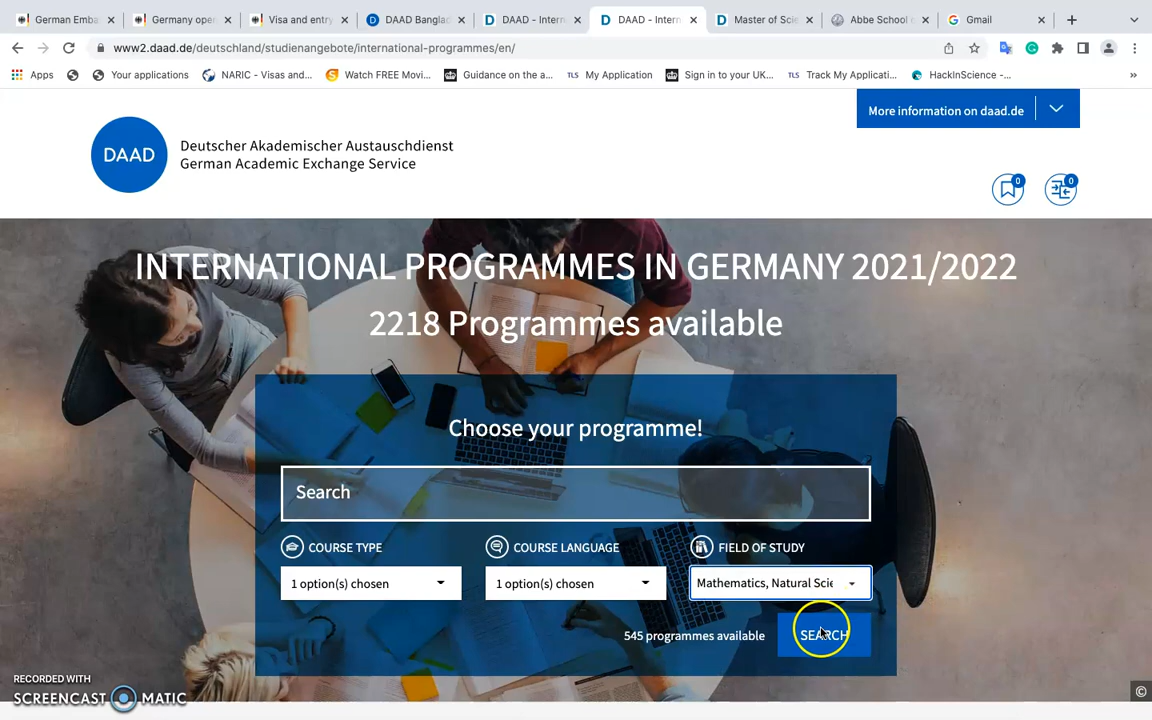 German Emba
Germany ope
Visa and entry
DAAD Banglad
DAAD - Intern
DAAD - Intern
Master of Scie
Abbe School o
Gmail
www2.daad.de/deutschland/studienangebote/international-programmes/en/
Apps
Your applications
NARIC - Visas and...
Watch FREE Movi...
Guidance on the a...
TLS My Application
Sign in to your UK...
TLS Track My Applicati...
HackInScience -...
»
More information on daad.de
DAAD
Deutscher Akademischer Austauschdienst
German Academic Exchange Service
0
0
INTERNATIONAL PROGRAMMES IN GERMANY 2021/2022
2218 Programmes available
Choose your programme!
Search
COURSE TYPE
COURSE LANGUAGE
FIELD OF STUDY
1 option(s) chosen
1 option(s) chosen
Mathematics, Natural Scie
545 programmes available
SEARCH
RECORDED WITH
SCREENCAST MATIC
©